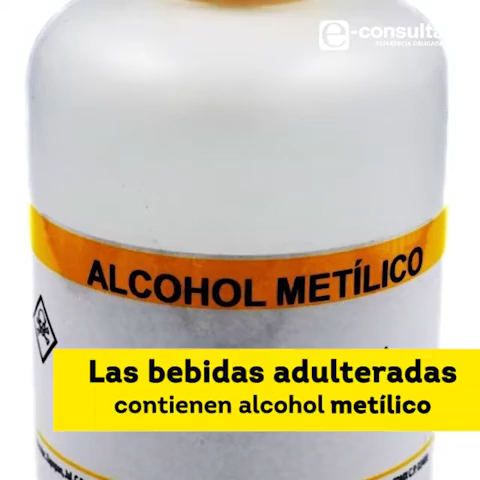 e-consulta
ALCOHOL METÍLICO
Las bebidas adulteradas
contienen alcohol metílico